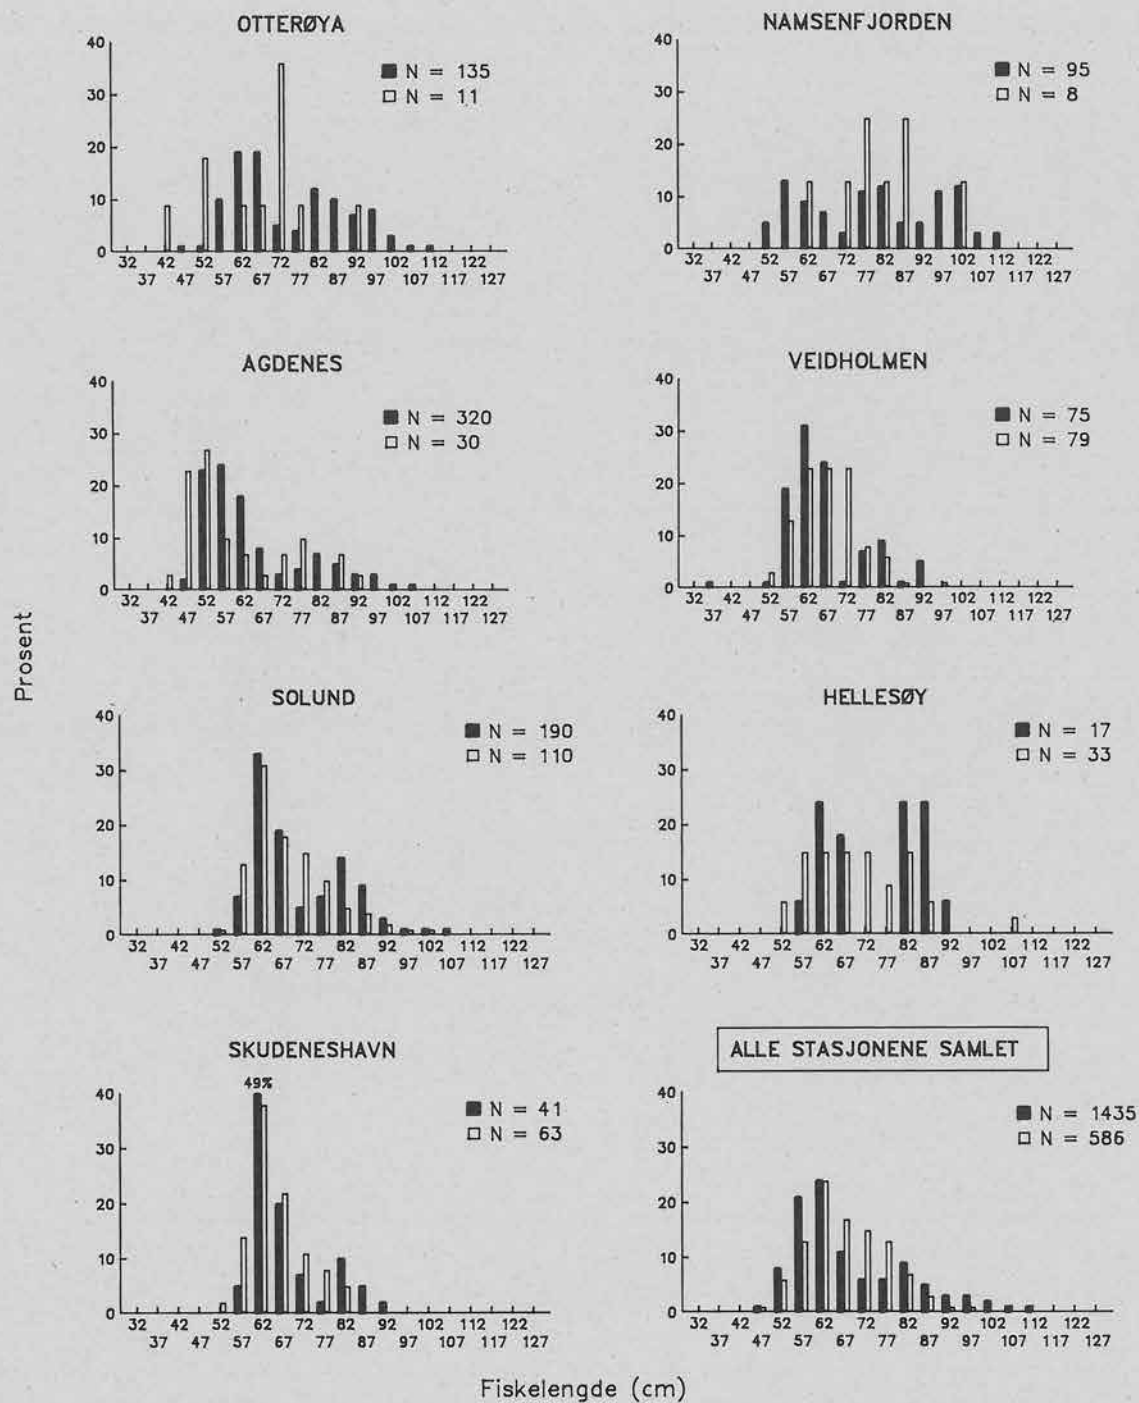 OTTERØYA
N = 135
N = 11
40
30
20
10
0
32 42 52 62 72 82 92 102 112 122
37 47 57 67 77 87 97 107 117 127
NAMSENFJORDEN
N = 95
N = 8
40
30
20
10
0
32 42 52 62 72 82 92 102 112 122
37 47 57 67 77 87 97 107 117 127
AGDENES
N = 320
N = 30
40
30
20
10
0
32 42 52 62 72 82 92 102 112 122
37 47 57 67 77 87 97 107 117 127
VEIDHOLMEN
N = 75
N = 79
40
30
20
10
0
32 42 52 62 72 82 92 102 112 122
37 47 57 67 77 87 97 107 117 127
Prosent
SOLUND
N = 190
N = 110
40
30
20
10
0
32 42 52 62 72 82 92 102 112 122
37 47 57 67 77 87 97 107 117 127
HELLESØY
N = 17
N = 33
40
30
20
10
0
32 42 52 62 72 82 92 102 112 122
37 47 57 67 77 87 97 107 117 127
SKUDENESHAVN
49%
N = 41
N = 63
40
30
20
10
0
32 42 52 62 72 82 92 102 112 122
37 47 57 67 77 87 97 107 117 127
ALLE STASJONENE SAMLET
N = 1435
N = 586
40
30
20
10
0
32 42 52 62 72 82 92 102 112 122
37 47 57 67 77 87 97 107 117 127
Fiskelengde (cm)